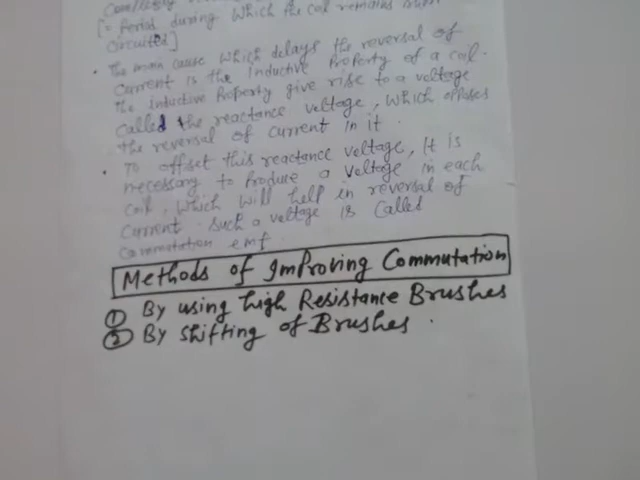 [= Period during which the coil remains short
circuited]
• The main cause which delays the reversal of
current is the inductive Property of a coil.
The inductive Property give rise to a voltage
called the reactance voltage, which opposes
the reversal of current in it.
• To offset this reactance voltage, It is
necessary to Produce a voltage in each
coil, which will help in reversal of
current. such a voltage is called
commutation emf.
Methods of Improving Commutation
① By using high Resistance Brushes
② By shifting of Brushes.